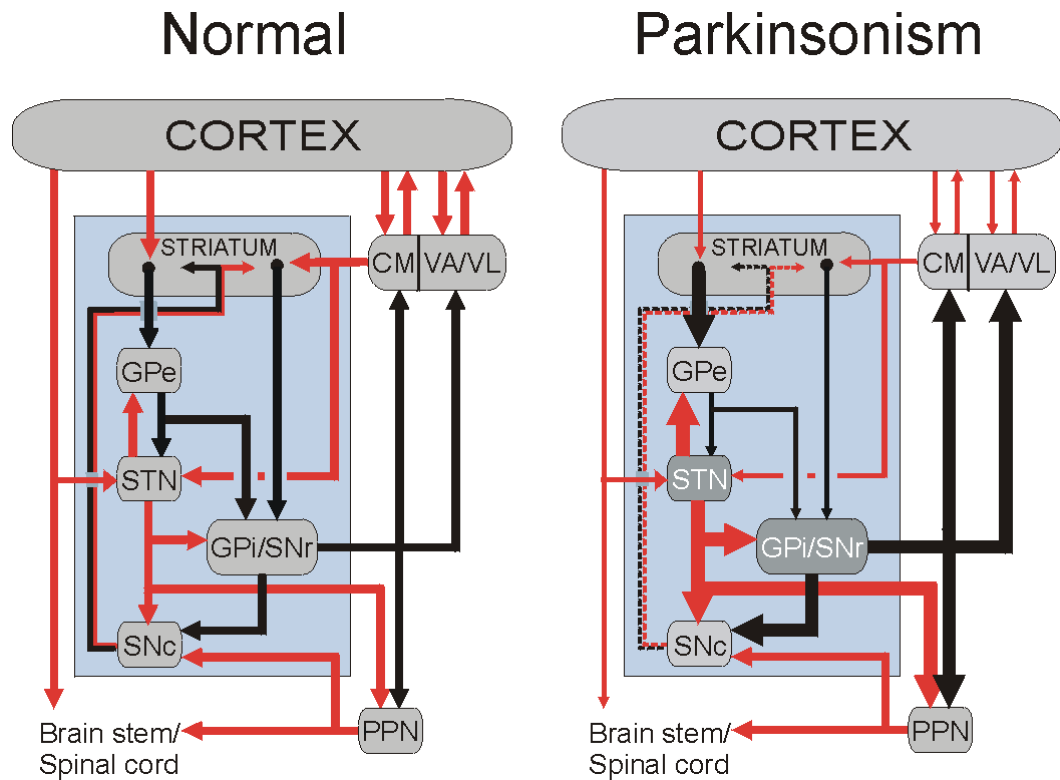 Normal
CORTEX
STRIATUM
CM VA/VL
GPe
STN
GPi/SNr
SNc
PPN
Brain stem/
Spinal cord
Parkinsonism
CORTEX
STRIATUM
CM VA/VL
GPe
STN
GPi/SNr
SNc
PPN
Brain stem/
Spinal cord